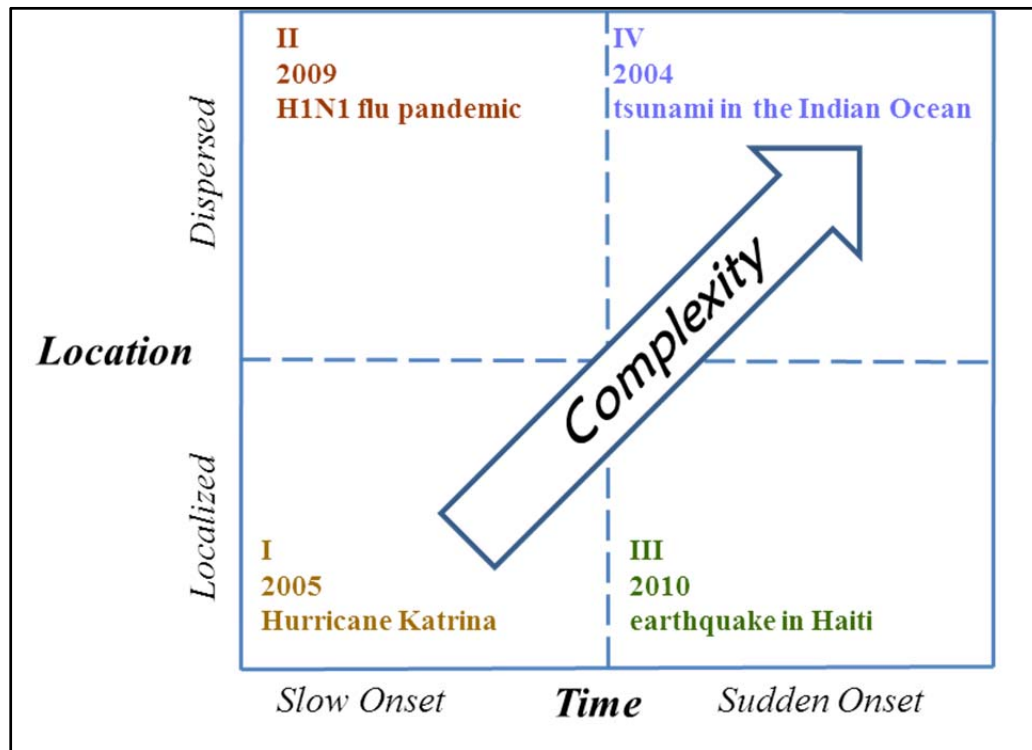 II
2009
H1N1 flu pandemic
IV
2004
tsunami in the Indian Ocean
Dispersed
Location
Complexity
Localized
I
2005
Hurricane Katrina
III
2010
earthquake in Haiti
Slow Onset
Time
Sudden Onset